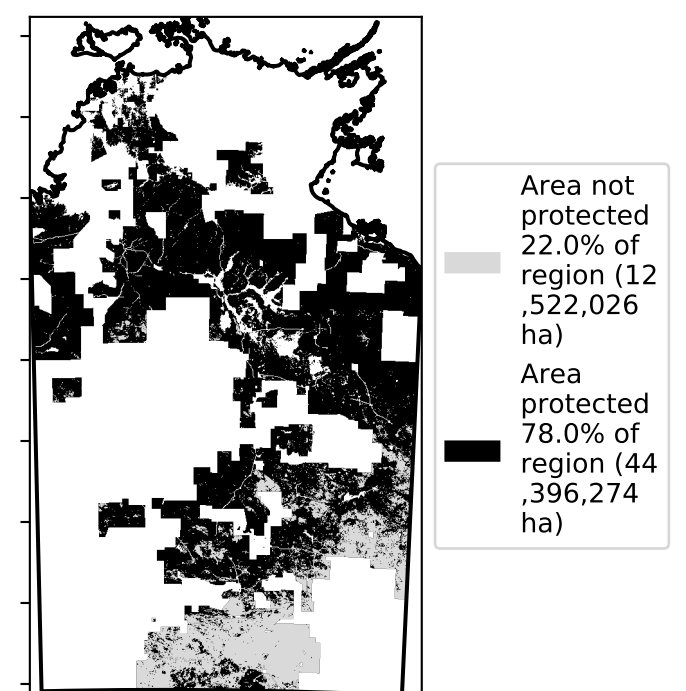 Area not
protected
22.0% of
region (12
,522,026
ha)
Area
protected
78.0% of
region (44
,396,274
ha)